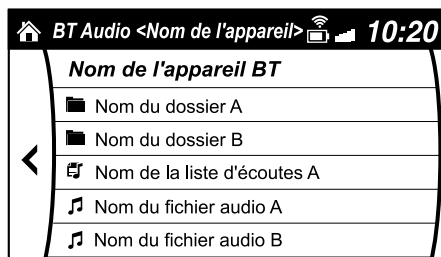 BT Audio <Nom de l'appareil> 10:20
Nom de l'appareil BT
Nom du dossier A
Nom du dossier B
Nom de la liste d'écoutes A
Nom du fichier audio A
Nom du fichier audio B